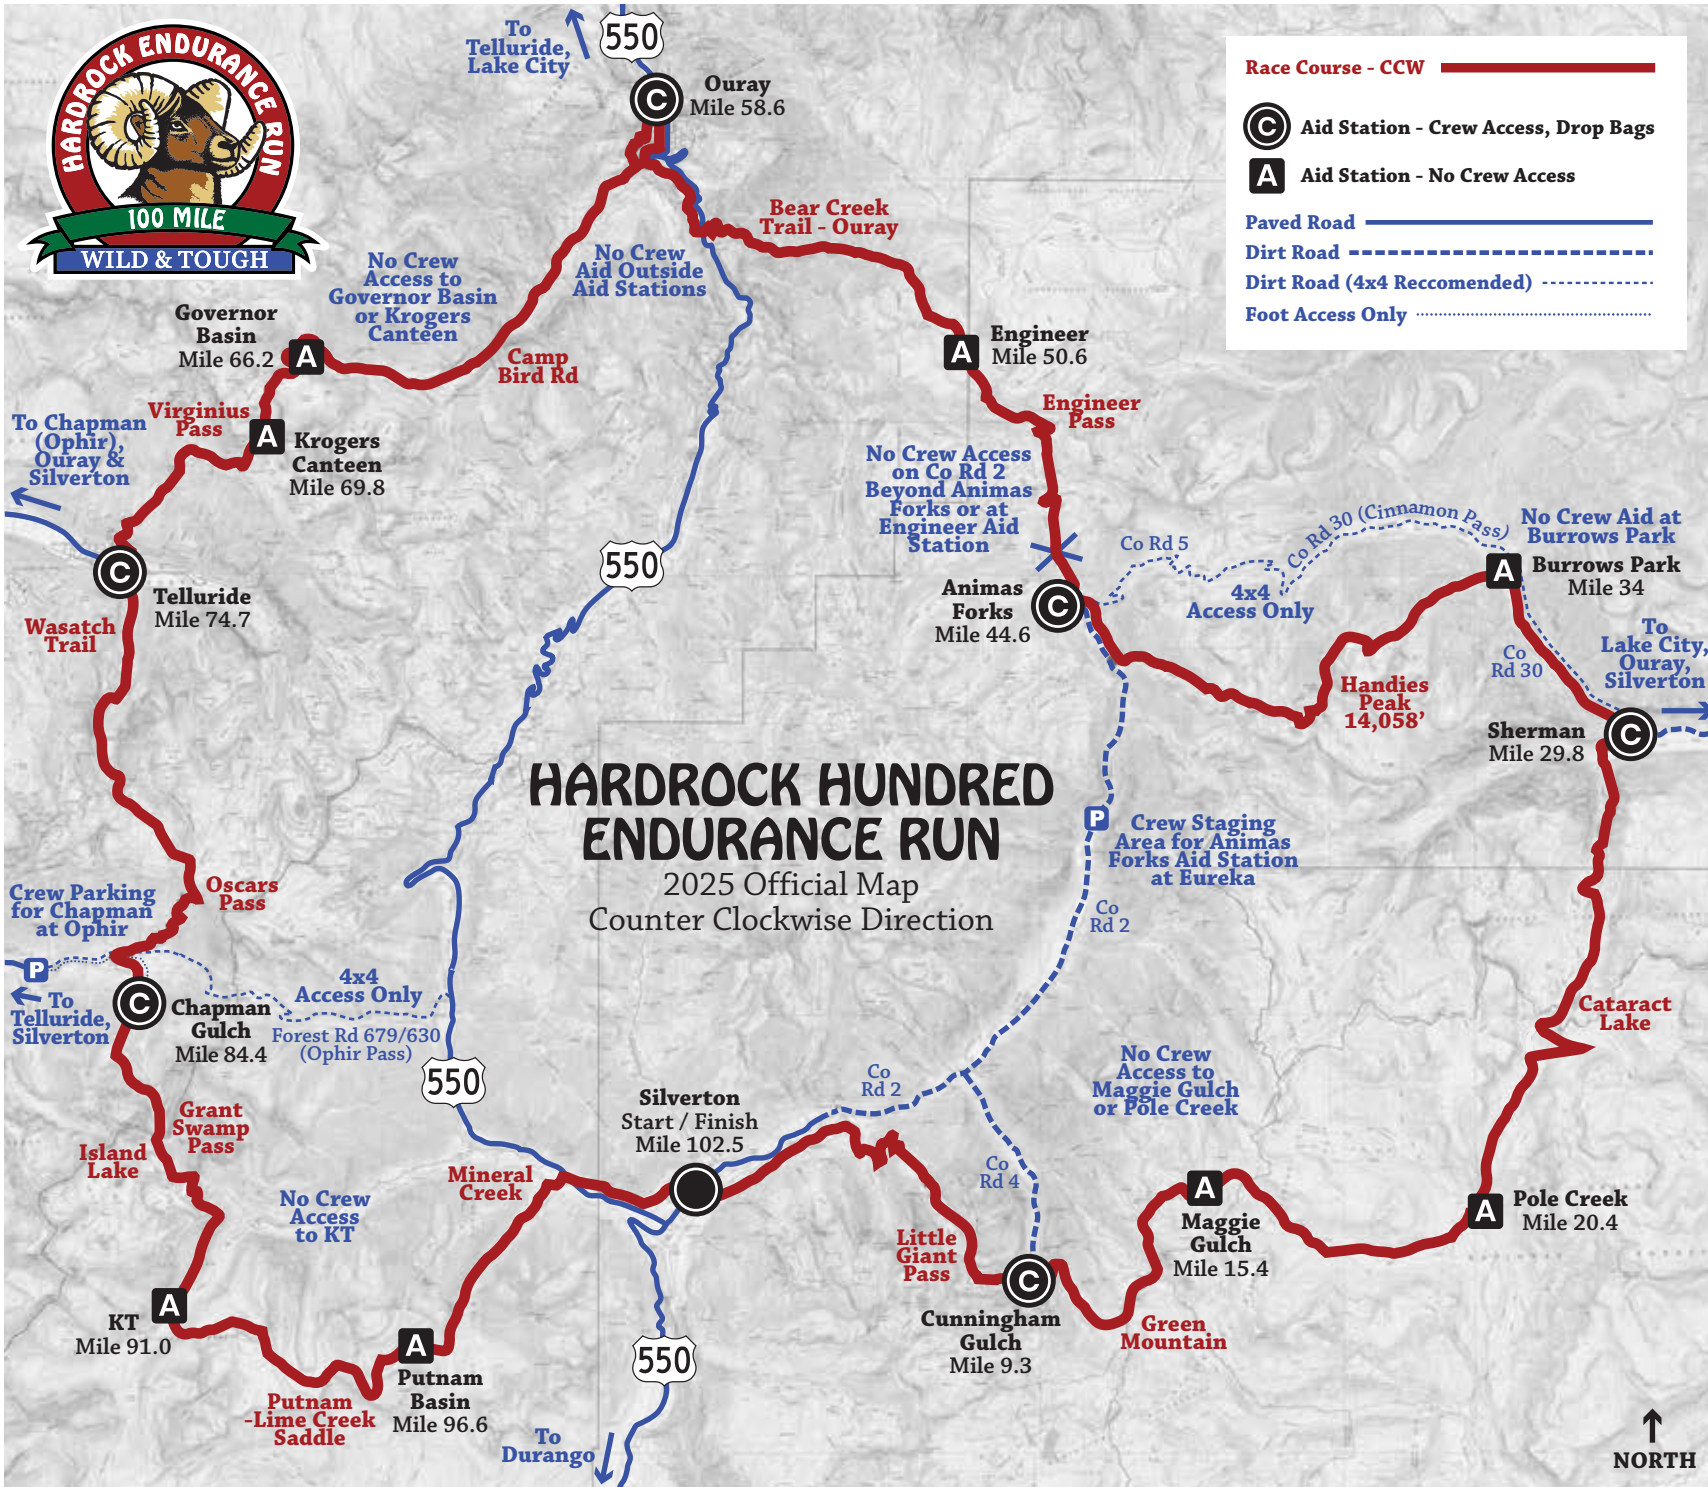 HARDROCK ENDURANCE RUN
100 MILE
WILD & TOUGH
To
Telluride,
Lake City
550
Ouray
Mile 58.6
Race Course - CCW
C
Aid Station - Crew Access, Drop Bags
A
Aid Station - No Crew Access
Paved Road
Dirt Road
Dirt Road (4x4 Reccomended)
Foot Access Only
C
Bear Creek
Trail - Ouray
No Crew
Aid Outside
Aid Stations
No Crew
Access to
Governor Basin
or Krogers
Canteen
Governor
Basin
Mile 66.2
A
Camp
Bird Rd
A
Engineer
Mile 50.6
Engineer
Pass
Virginius
Pass
To Chapman
(Ophir),
Ouray &
Silverton
A
Krogers
Canteen
Mile 69.8
No Crew Access
on Co Rd 2
Beyond Animas
Forks or at
Engineer Aid
Station
Co Rd 5
Co Rd 30 (Cinnamon Pass)
No Crew Aid at
Burrows Park
A
Burrows Park
Mile 34
4x4
Access Only
550
C
Telluride
Mile 74.7
Wasatch
Trail
Animas
Forks
Mile 44.6
C
To
Lake City,
Ouray,
Silverton
Co
Rd 30
Handies
Peak
14,058’
Sherman
Mile 29.8
C
HARDROCK HUNDRED
ENDURANCE RUN
2025 Official Map
Counter Clockwise Direction
P
Crew Staging
Area for Animas
Forks Aid Station
at Eureka
Co
Rd 2
Oscars
Pass
Crew Parking
for Chapman
at Ophir
P
To
Telluride,
Silverton
C
Chapman
Gulch
Mile 84.4
4x4
Access Only
Forest Rd 679/630
(Ophir Pass)
550
Cataract
Lake
No Crew
Access to
Maggie Gulch
or Pole Creek
Co
Rd 2
Silverton
Start / Finish
Mile 102.5
Grant
Swamp
Pass
Island
Lake
Mineral
Creek
No Crew
Access
to KT
Co
Rd 4
A
Maggie
Gulch
Mile 15.4
A
Pole Creek
Mile 20.4
Little
Giant
Pass
C
Cunningham
Gulch
Mile 9.3
Green
Mountain
A
KT
Mile 91.0
A
Putnam
Basin
Mile 96.6
Putnam
-Lime Creek
Saddle
550
To
Durango
NORTH